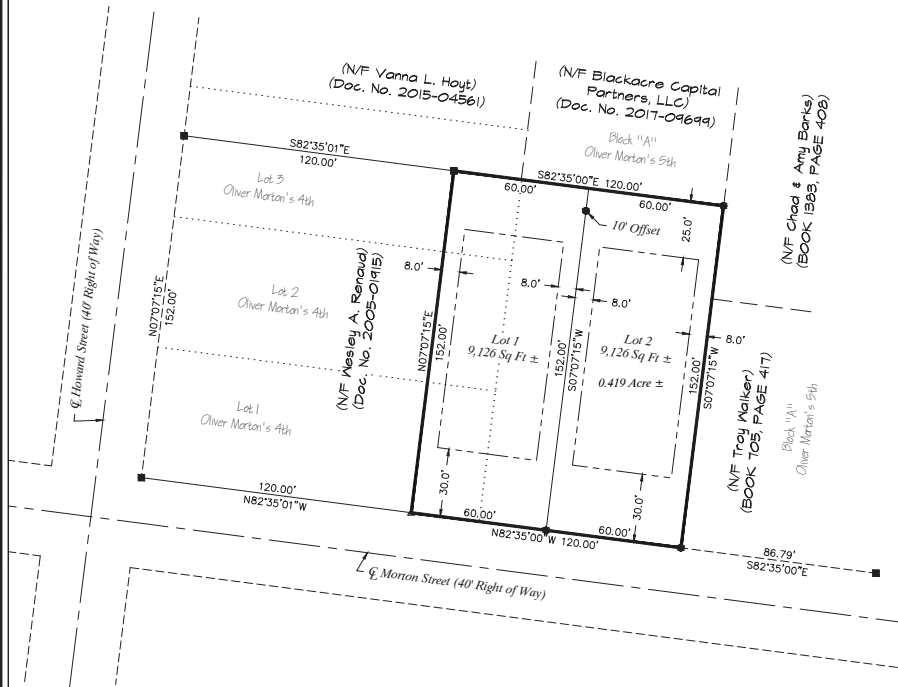 (N/F Vanna L. Hoyt)
(Doc. No. 2015-04561)
(N/F Blackacre Capital
Partners, LLC)
(Doc. No. 2017-09699)
Block "A"
Oliver Morton's 5th
(N/F Chad & Amy Barks)
(BOOK 1383, PAGE 408)
S82°35'01"E
120.00'
S82°35'00"E 120.00'
60.00'
60.00'
Lot 3
Oliver Morton's 4th
10' Offset
25.0'
℄ Howard Street (40' Right of Way)
N07°07'15"E
152.00'
Lot 2
Oliver Morton's 4th
(N/F Wesley A. Renaud)
(Doc. No. 2005-01915)
8.0'
8.0'
8.0'
8.0'
N07°07'15"E
152.00'
Lot 1
9,126 Sq Ft ±
152.00'
S07°07'15"W
Lot 2
9,126 Sq Ft ±
0.419 Acre ±
152.00'
S07°07'15"W
(N/F Troy Walker)
(BOOK 705, PAGE 417)
Block "A"
Oliver Morton's 5th
Lot 1
Oliver Morton's 4th
30.0'
30.0'
120.00'
N82°35'01"W
60.00'
60.00'
N82°35'00"W 120.00'
86.79'
S82°35'00"E
℄ Morton Street (40' Right of Way)